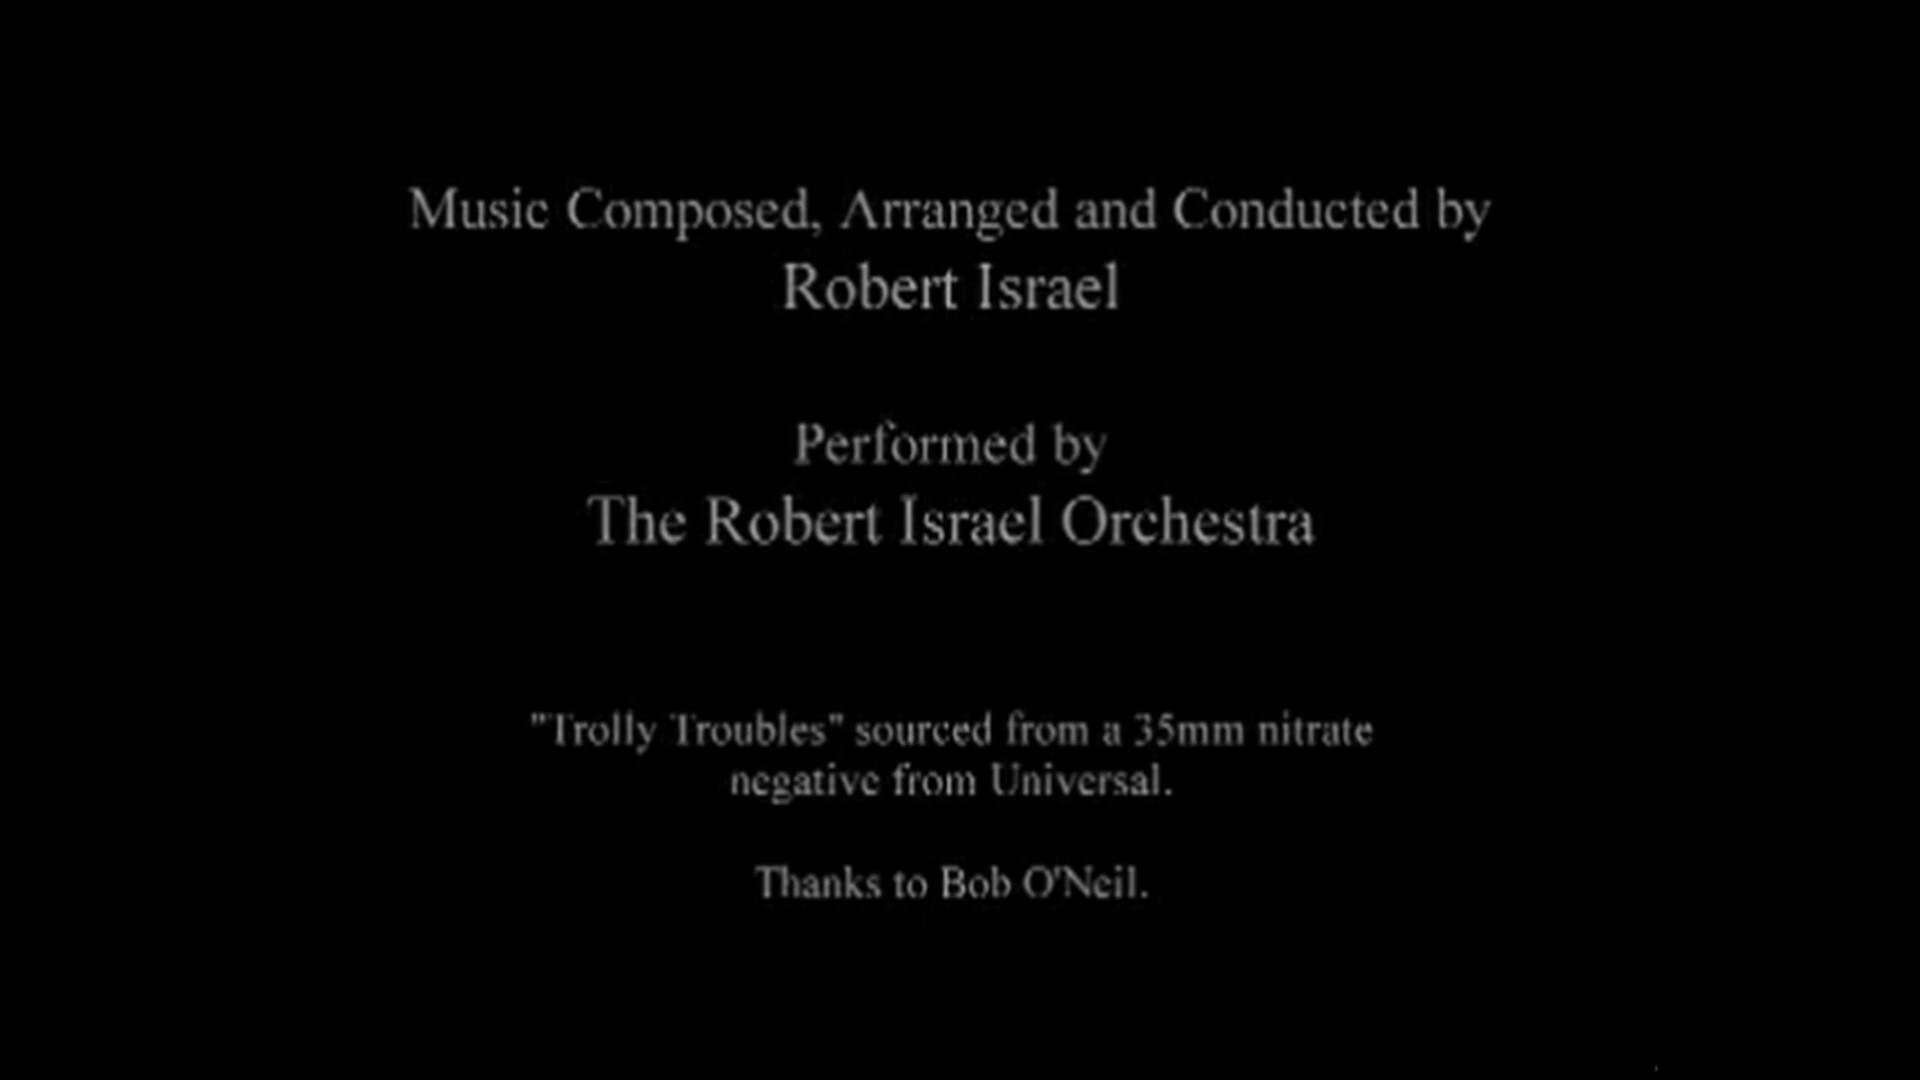 Music Composed, Arranged and Conducted by
Robert Israel
Performed by
The Robert Israel Orchestra
"Trolly Troubles" sourced from a 35mm nitrate
negative from Universal.
Thanks to Bob O'Neil.